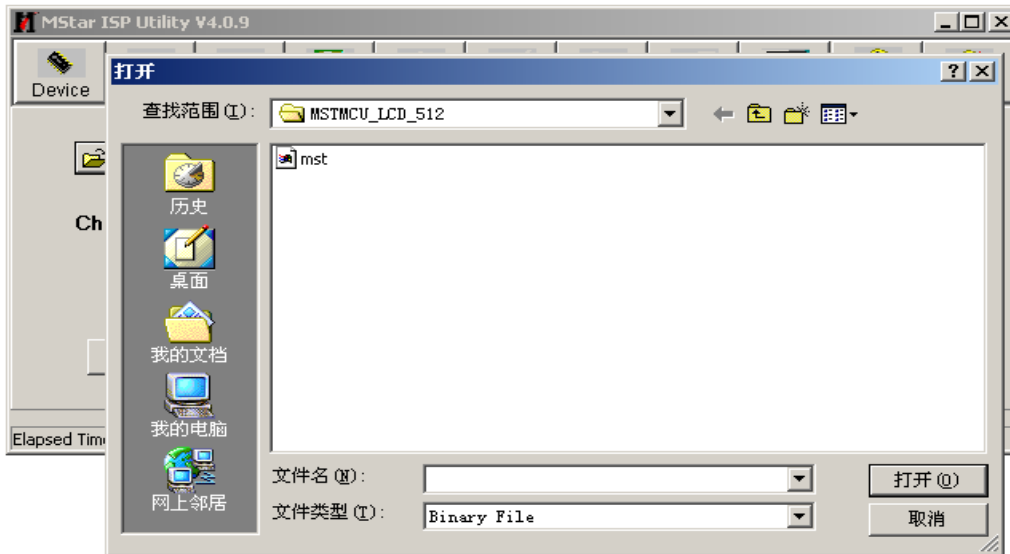 MStar ISP Utility V4.0.9
Device
打开
查找范围(I):
MSTMCU_LCD_512
mst
历史
桌面
Ch
我的文档
我的电脑
Elapsed Tim
网上邻居
文件名(N):
打开(O)
文件类型(T):
Binary File
取消